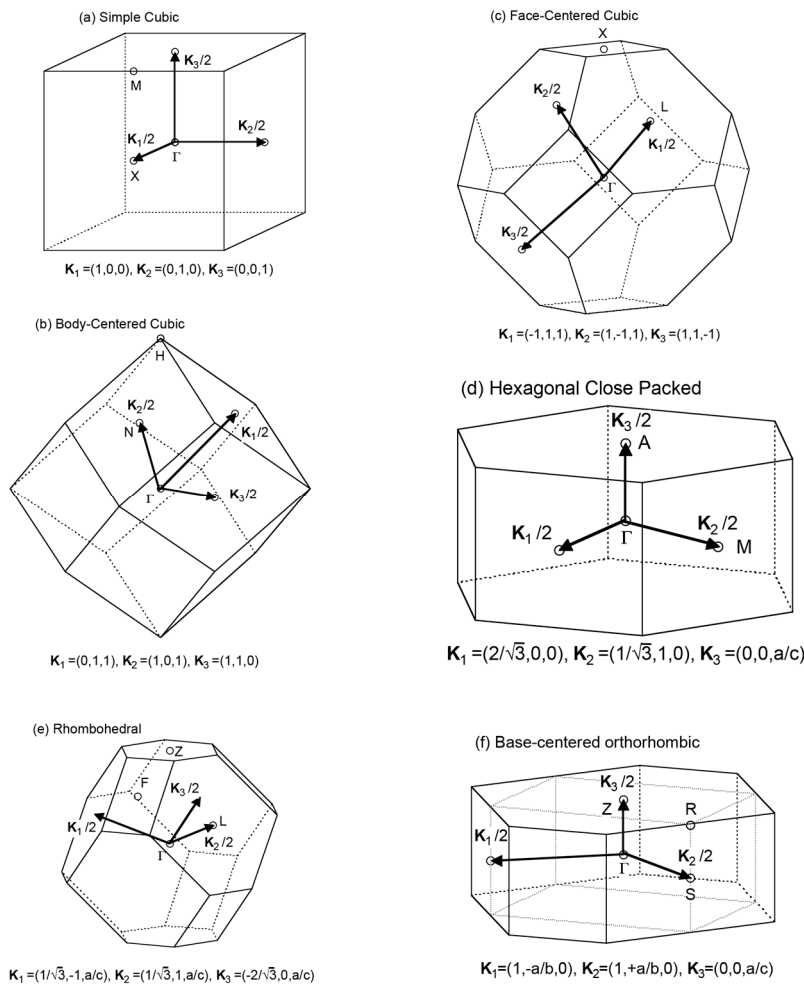 (a) Simple Cubic
K3/2
M
K1/2
K2/2
Γ
X
K1 =(1,0,0), K2 =(0,1,0), K3 =(0,0,1)
(b) Body-Centered Cubic
H
K2/2
N
K1/2
Γ
K3/2
K1 =(0,1,1), K2 =(1,0,1), K3 =(1,1,0)
(c) Face-Centered Cubic
X
K2/2
L
K1/2
Γ
K3/2
K1 =(-1,1,1), K2 =(1,-1,1), K3 =(1,1,-1)
(d) Hexagonal Close Packed
K3 /2
A
K1 /2
K2 /2
Γ
M
K1 =(2/√3,0,0), K2 =(1/√3,1,0), K3 =(0,0,a/c)
(e) Rhombohedral
Z
F
K3 /2
K1 /2
L
K2 /2
Γ
K1 =(1/√3,-1,a/c), K2 =(1/√3,1,a/c), K3 =(-2/√3,0,a/c)
(f) Base-centered orthorhombic
K3 /2
Z
R
K1 /2
K2 /2
Γ
S
K1=(1,-a/b,0), K2=(1,+a/b,0), K3=(0,0,a/c)